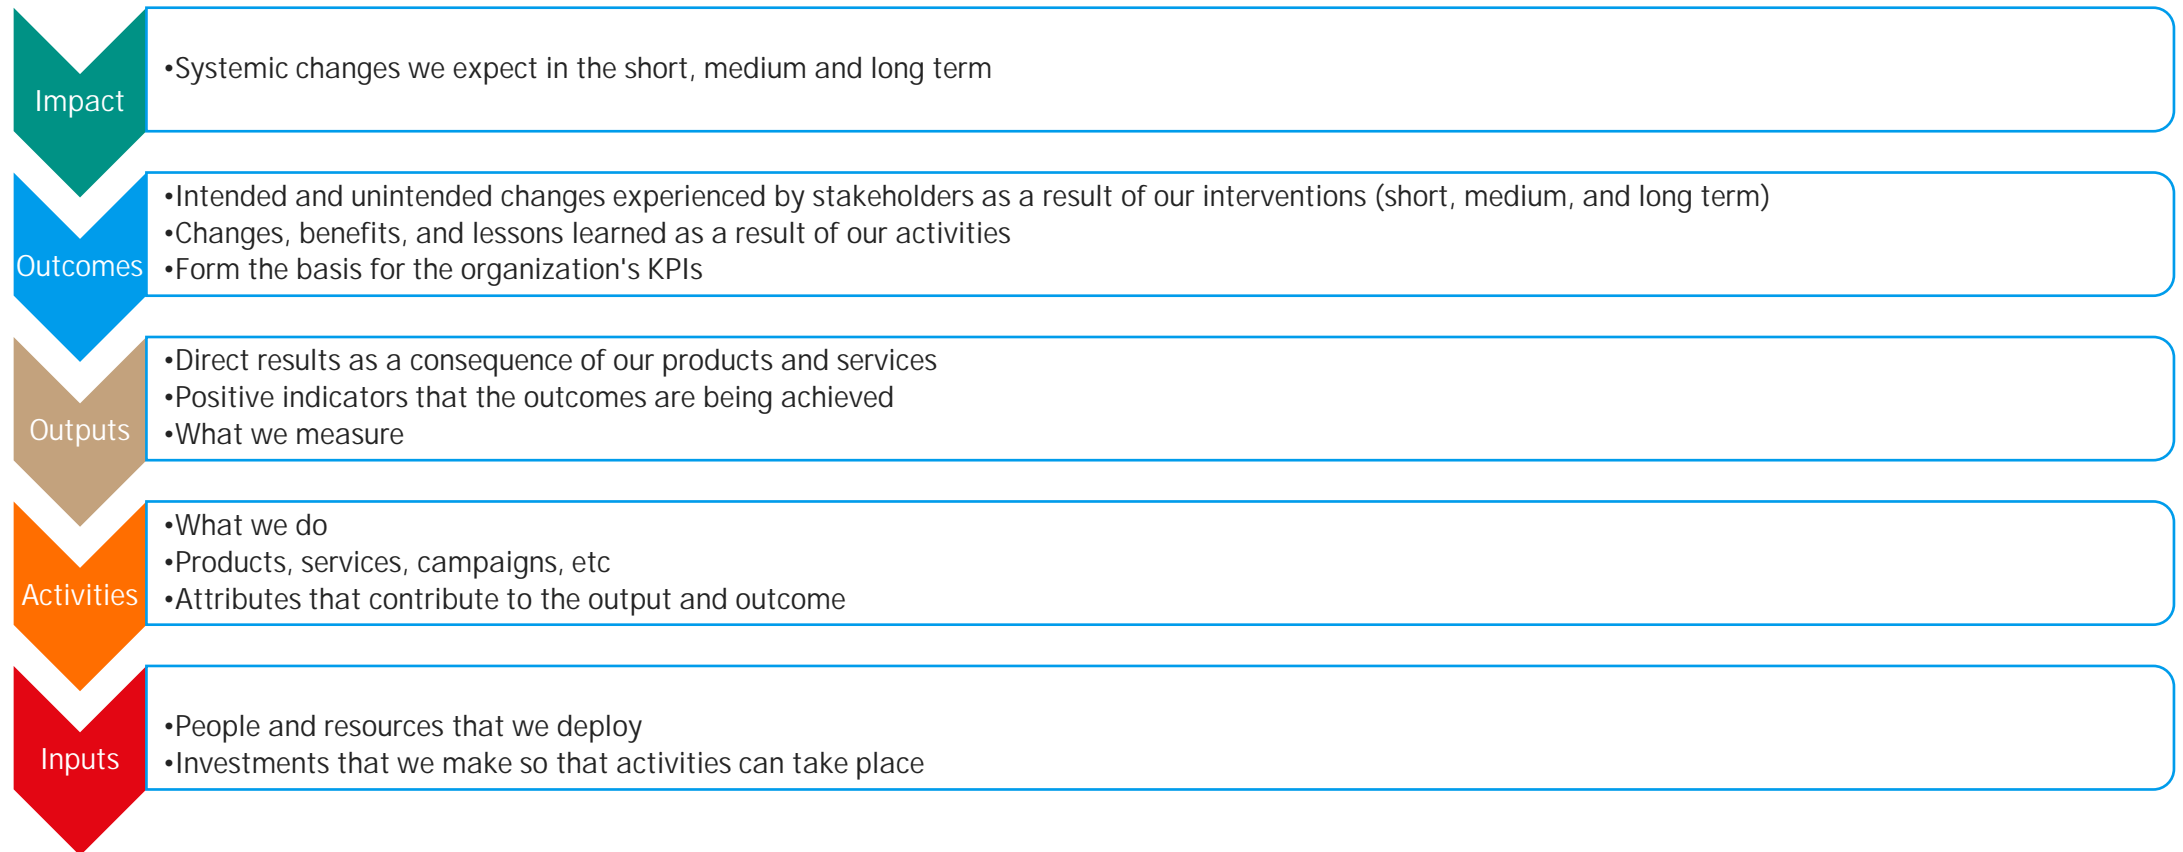 Impact
•Systemic changes we expect in the short, medium and long term
Outcomes
•Intended and unintended changes experienced by stakeholders as a result of our interventions (short, medium, and long term)
•Changes, benefits, and lessons learned as a result of our activities
•Form the basis for the organization's KPIs
Outputs
•Direct results as a consequence of our products and services
•Positive indicators that the outcomes are being achieved
•What we measure
Activities
•What we do
•Products, services, campaigns, etc
•Attributes that contribute to the output and outcome
Inputs
•People and resources that we deploy
•Investments that we make so that activities can take place